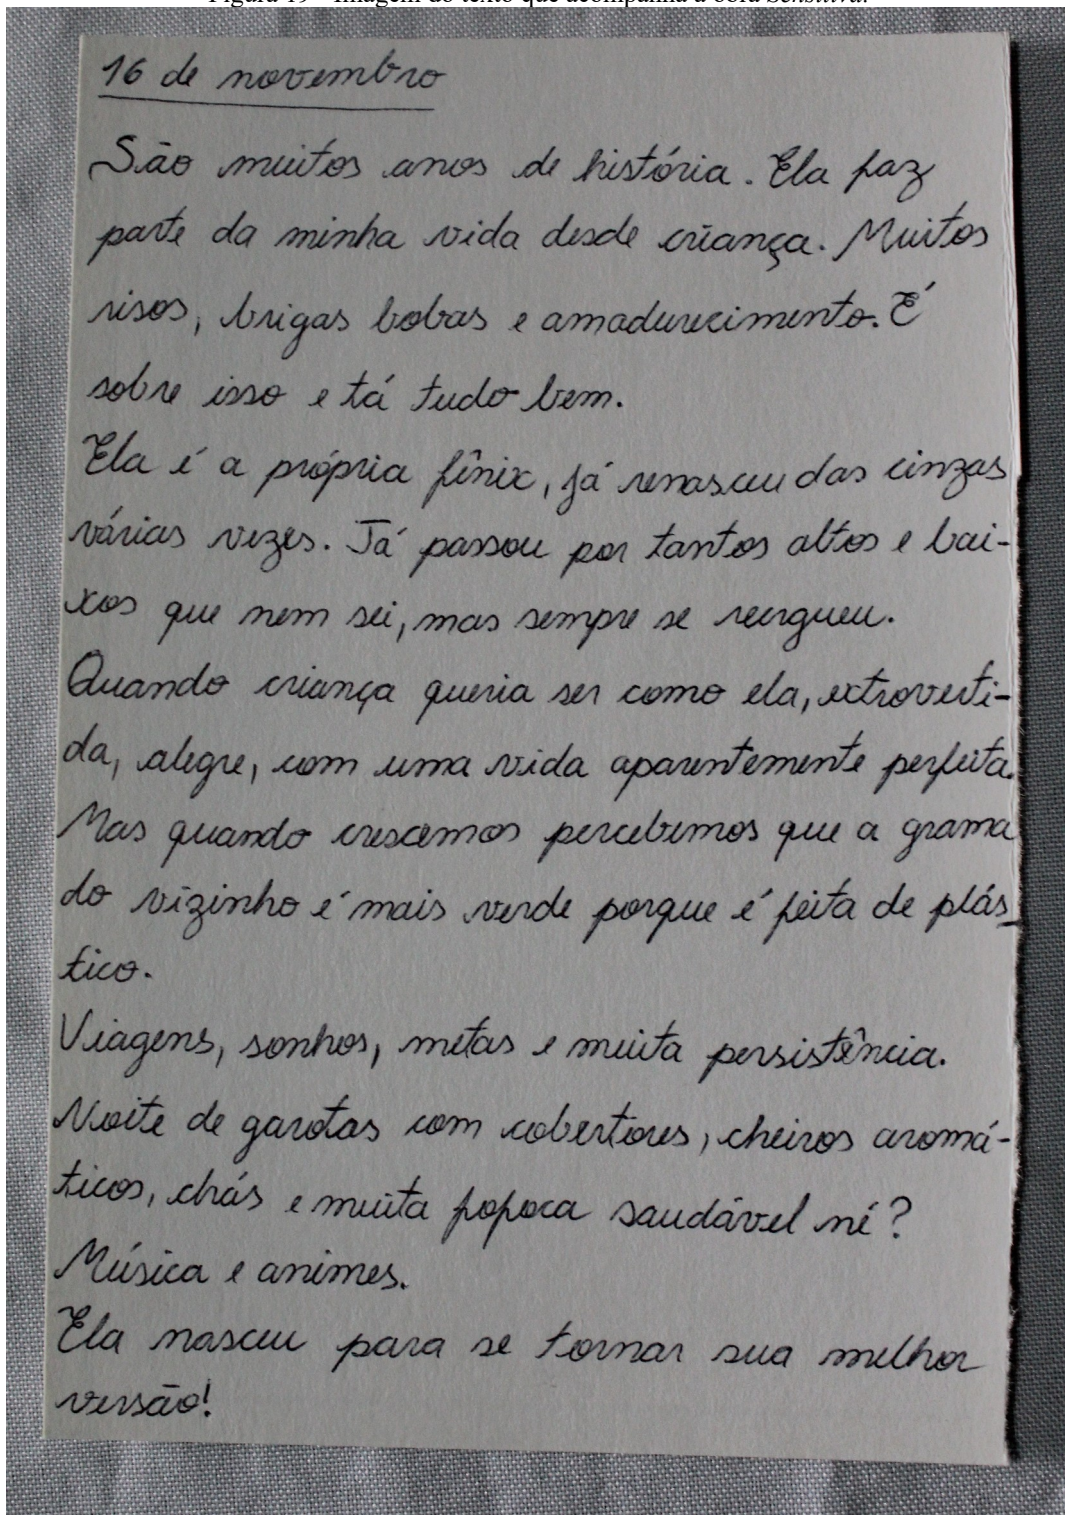 Figura 19 - Imagem do texto que acompanha a obra Sensitiva.
16 de novembro
São muitos anos de história. Ela faz
parte da minha vida desde criança. Muitos
risos, brigas bobas e amadurecimento. É
sobre isso e tá tudo bem.
Ela é a própria fênix, já renasceu das cinzas
várias vezes. Já passou por tantos altos e bai-
xos que nem sei, mas sempre se reergueu.
Quando criança queria ser como ela, extroverti-
da, alegre, com uma vida aparentemente perfeita.
Mas quando crescemos percebemos que a grama
do vizinho é mais verde porque é feita de plás_
tico.
Viagens, sonhos, metas e muita persistência.
Noite de garotas com cobertores, cheiros aromá-
ticos, chás e muita popoca saudável né?
Música e animes.
Ela nasceu para se tornar sua melhor
versão!